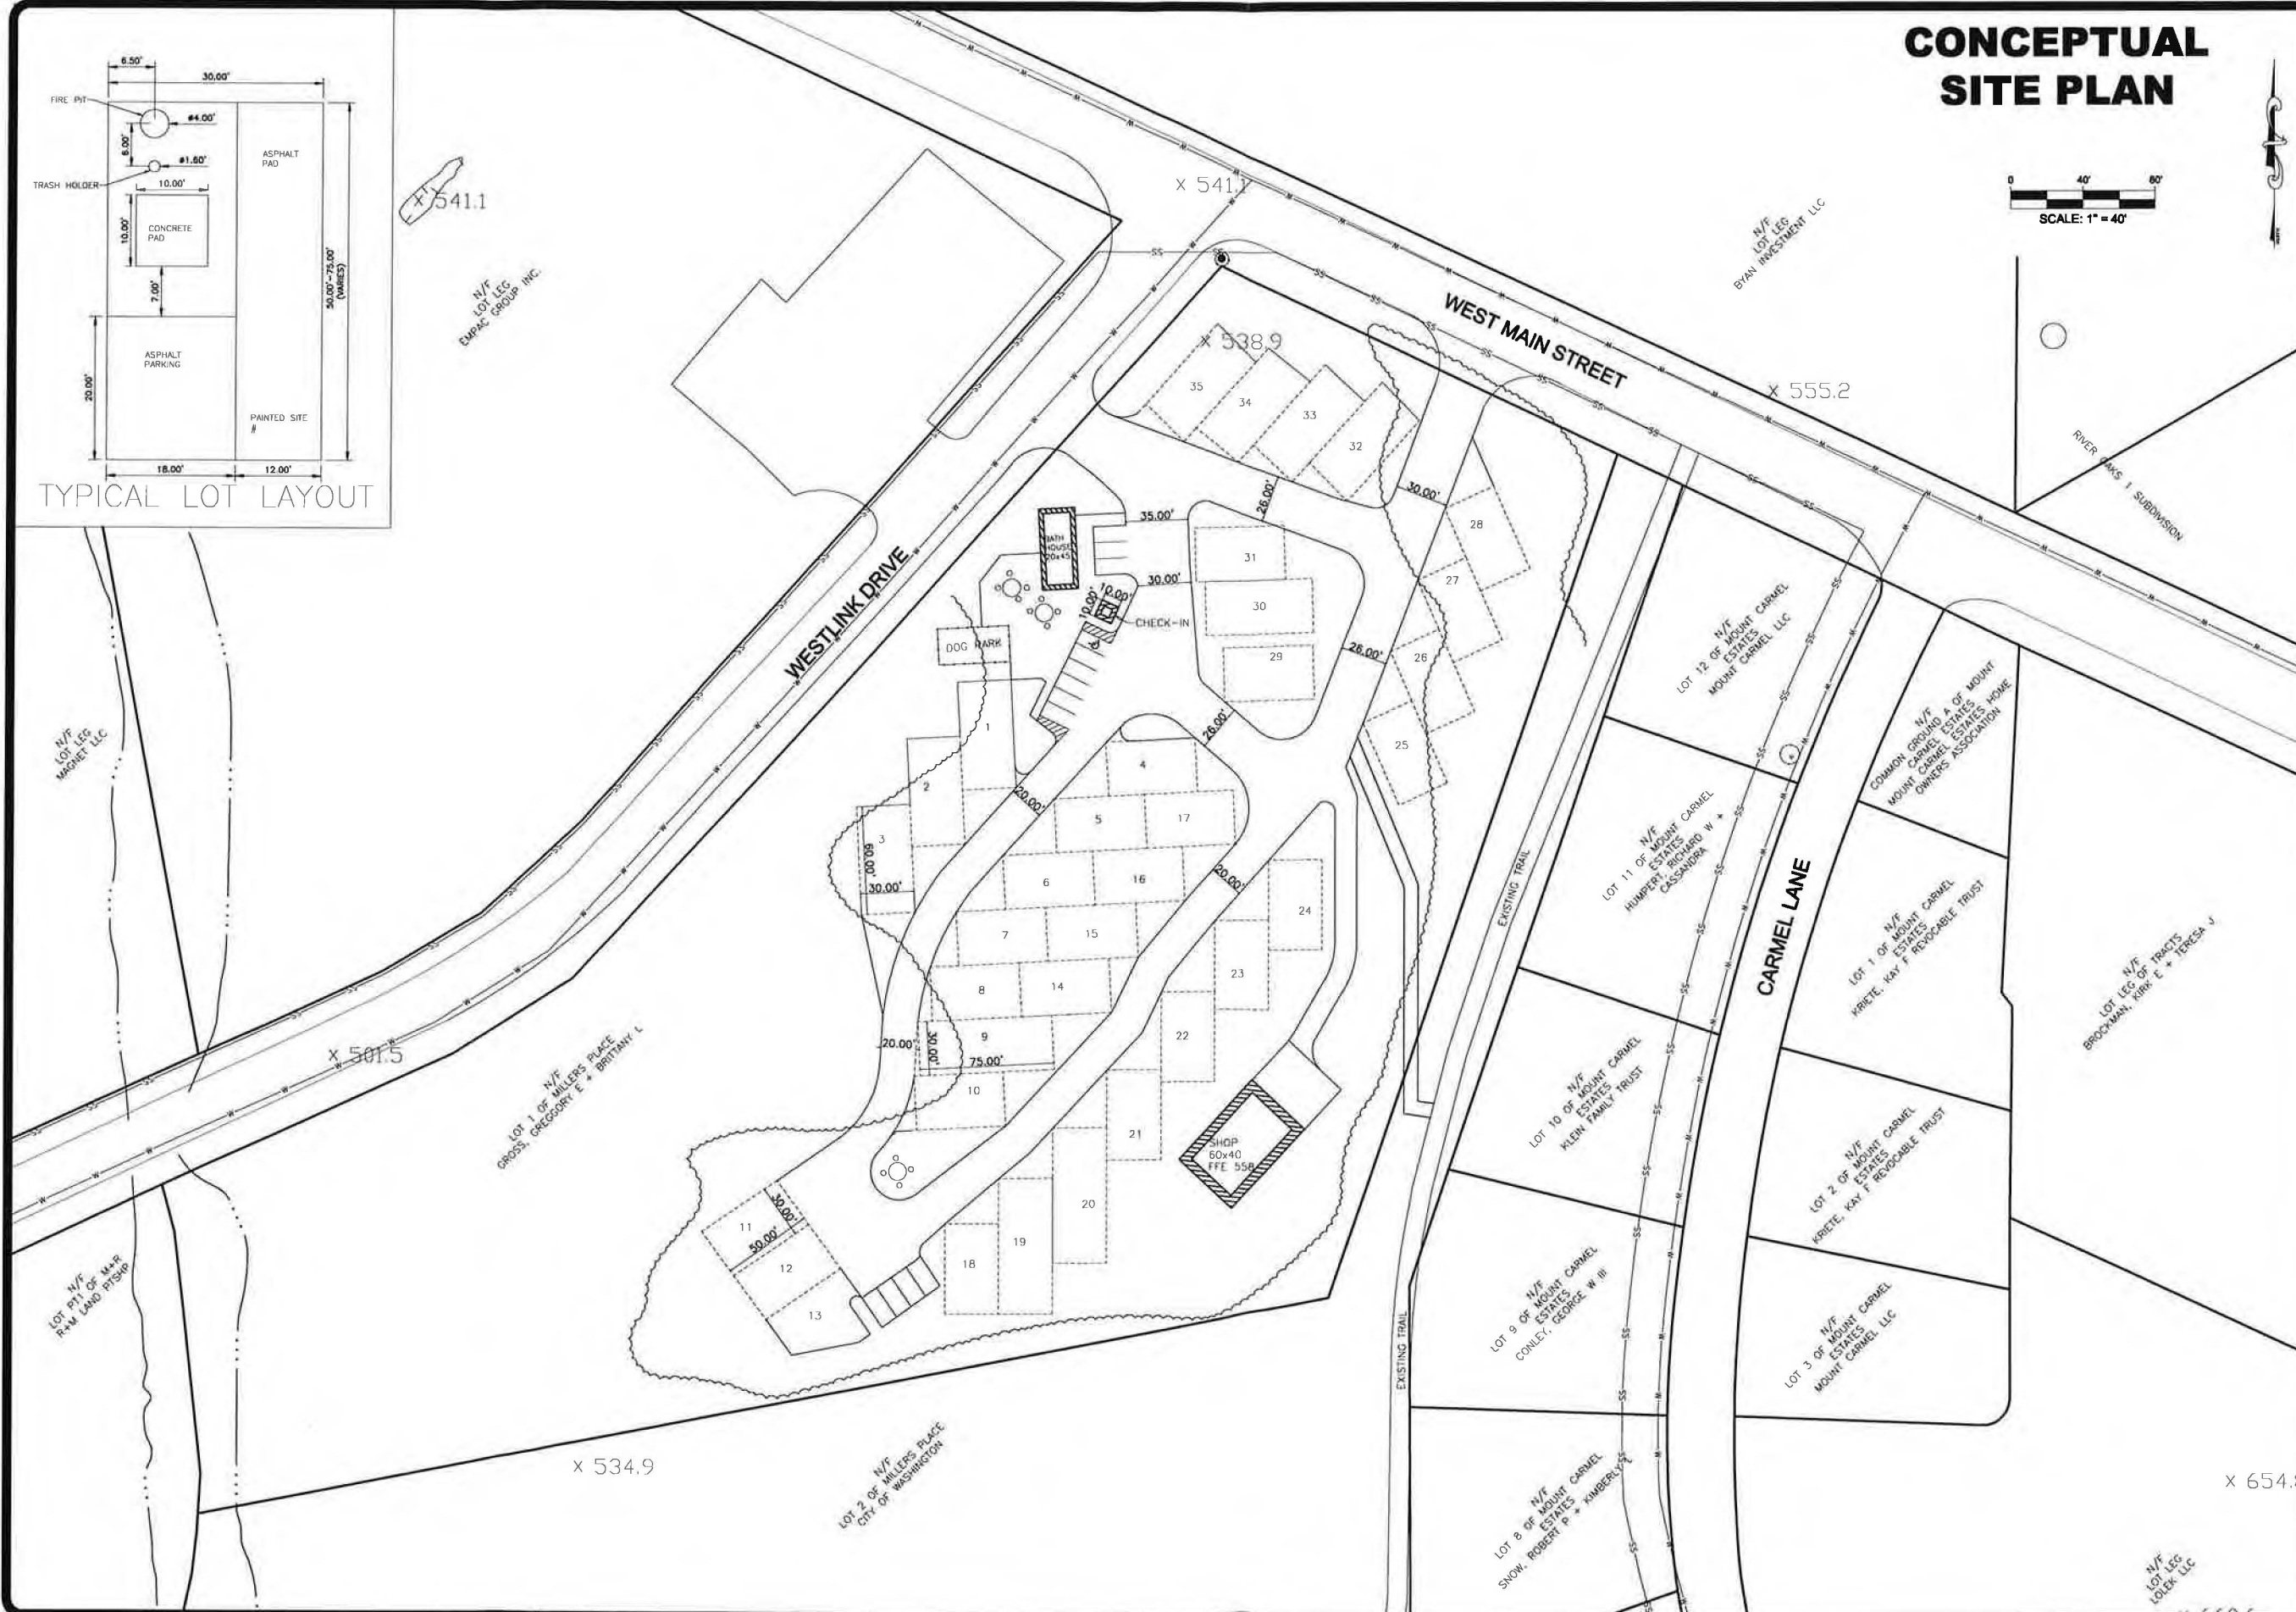 CONCEPTUAL
SITE PLAN
0 40' 80'
SCALE: 1" = 40'
6.50'
30.00'
FIRE PIT
ø4.00'
6.00'
ø1.60'
TRASH HOLDER
10.00'
10.00'
CONCRETE
PAD
ASPHALT
PAD
7.00'
50.00'-75.00'
(VARIES)
ASPHALT
PARKING
20.00'
PAINTED SITE
#
18.00'
12.00'
TYPICAL LOT LAYOUT
X 541.1
N/F
LOT LEG
EMPAC GROUP INC.
X 541.1
N/F
LOT LEG
BYAN INVESTMENT LLC
WEST MAIN STREET
X 555.2
RIVER OAKS 1 SUBDIVISION
X 538.9
35
34
33
32
26.00'
30.00'
28
27
26
25
26.00'
35.00'
30.00'
31
30
29
26.00'
BATH
HOUSE
20x45
10.00'
10.00'
CHECK-IN
DOG PARK
WESTLINK DRIVE
1
2
3
60.00'
30.00'
20.00'
4
5
17
6
16
20.00'
7
15
24
8
14
23
9
20.00'
30.00'
75.00'
22
10
21
SHOP
60x40
FFE 558
11
30.00'
50.00'
12
13
20
19
18
EXISTING TRAIL
EXISTING TRAIL
N/F
LOT LEG
MAGNET LLC
X 501.5
N/F
LOT 1 OF MILLERS PLACE
GROSS, GREGGORY E + BRITTANY L
N/F
LOT PT1 OF M+R
R+M LAND PTSHP
X 534.9
N/F
LOT 2 OF MILLERS PLACE
CITY OF WASHINGTON
N/F
LOT 12 OF MOUNT CARMEL
ESTATES
MOUNT CARMEL LLC
N/F
COMMON GROUND A OF MOUNT
CARMEL ESTATES
MOUNT CARMEL ESTATES HOME
OWNERS ASSOCIATION
N/F
LOT 11 OF MOUNT CARMEL
ESTATES
HUMPERT, RICHARD W +
CASSANDRA
CARMEL LANE
N/F
LOT 1 OF MOUNT CARMEL
ESTATES
KRIETE, KAY F REVOCABLE TRUST
N/F
LOT LEG OF TRACTS
BROCKMAN, KIRK E + TERESA J
N/F
LOT 10 OF MOUNT CARMEL
ESTATES
KLEIN FAMILY TRUST
N/F
LOT 2 OF MOUNT CARMEL
ESTATES
KRIETE, KAY F REVOCABLE TRUST
N/F
LOT 9 OF MOUNT CARMEL
ESTATES
CONLEY, GEORGE W III
N/F
LOT 3 OF MOUNT CARMEL
ESTATES
MOUNT CARMEL LLC
N/F
LOT 8 OF MOUNT CARMEL
ESTATES
SNOW, ROBERT P + KIMBERLY
X 654.
N/F
LOT LEG
LOLEK LLC